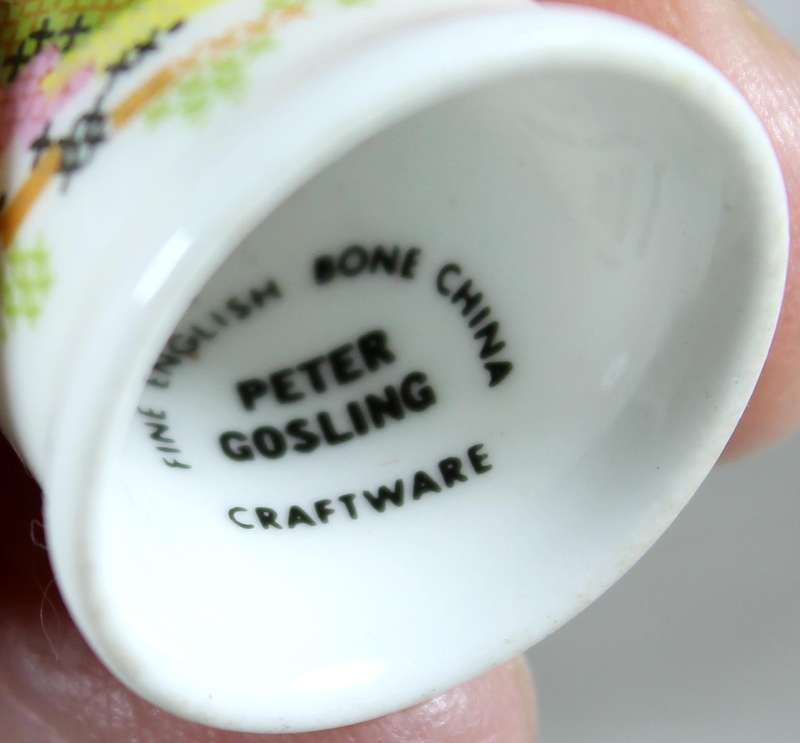 FINE ENGLISH BONE CHINA
PETER
GOSLING
CRAFTWARE